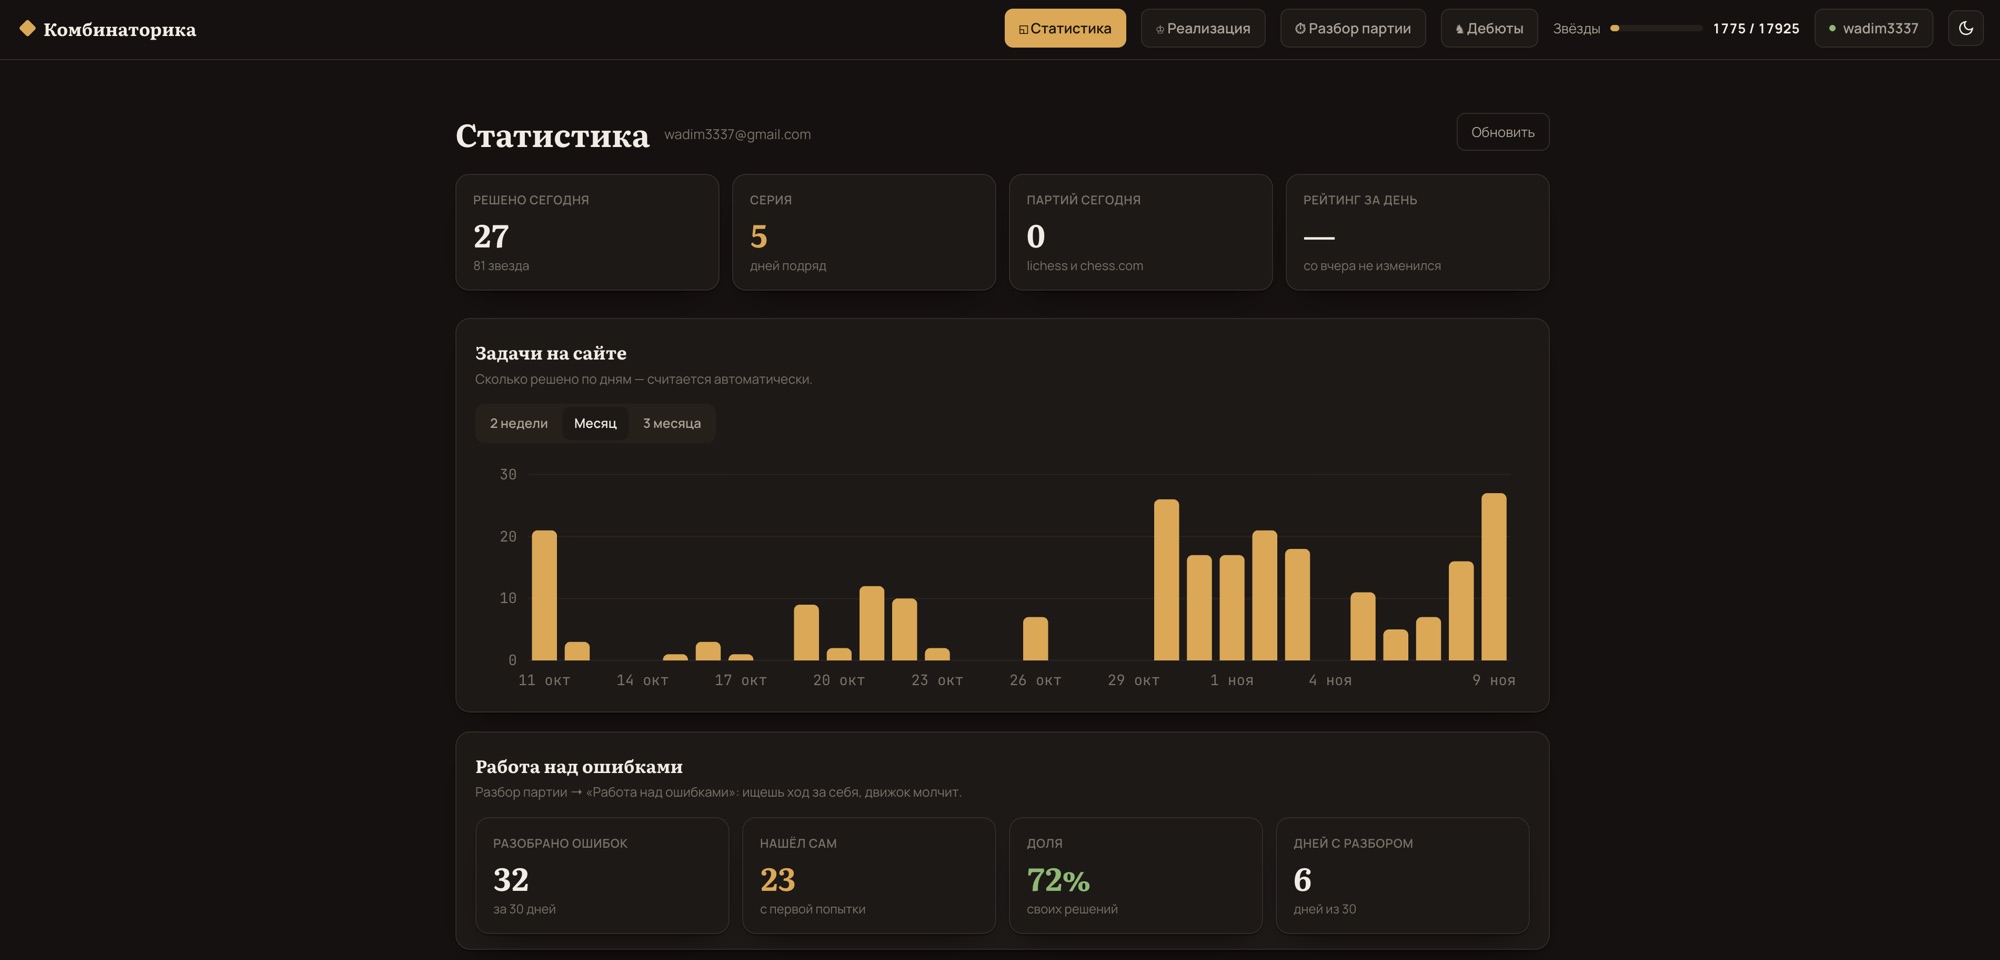 Комбинаторика
Статистика
Реализация
Разбор партии
Дебюты
Звёзды
1775 / 17925
wadim3337
Статистика
wadim3337@gmail.com
Обновить
РЕШЕНО СЕГОДНЯ
27
81 звезда
СЕРИЯ
5
дней подряд
ПАРТИЙ СЕГОДНЯ
0
lichess и chess.com
РЕЙТИНГ ЗА ДЕНЬ
—
со вчера не изменился
Задачи на сайте
Сколько решено по дням — считается автоматически.
2 недели
Месяц
3 месяца
30
20
10
0
11 окт
14 окт
17 окт
20 окт
23 окт
26 окт
29 окт
1 ноя
4 ноя
9 ноя
Работа над ошибками
Разбор партии → «Работа над ошибками»: ищешь ход за себя, движок молчит.
РАЗОБРАНО ОШИБОК
32
за 30 дней
НАШЁЛ САМ
23
с первой попытки
ДОЛЯ
72%
своих решений
ДНЕЙ С РАЗБОРОМ
6
дней из 30